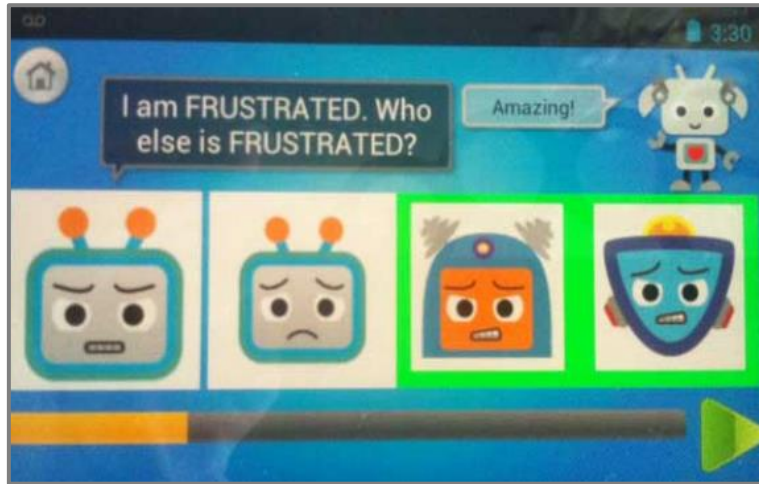 3:30
I am FRUSTRATED. Who
else is FRUSTRATED?
Amazing!